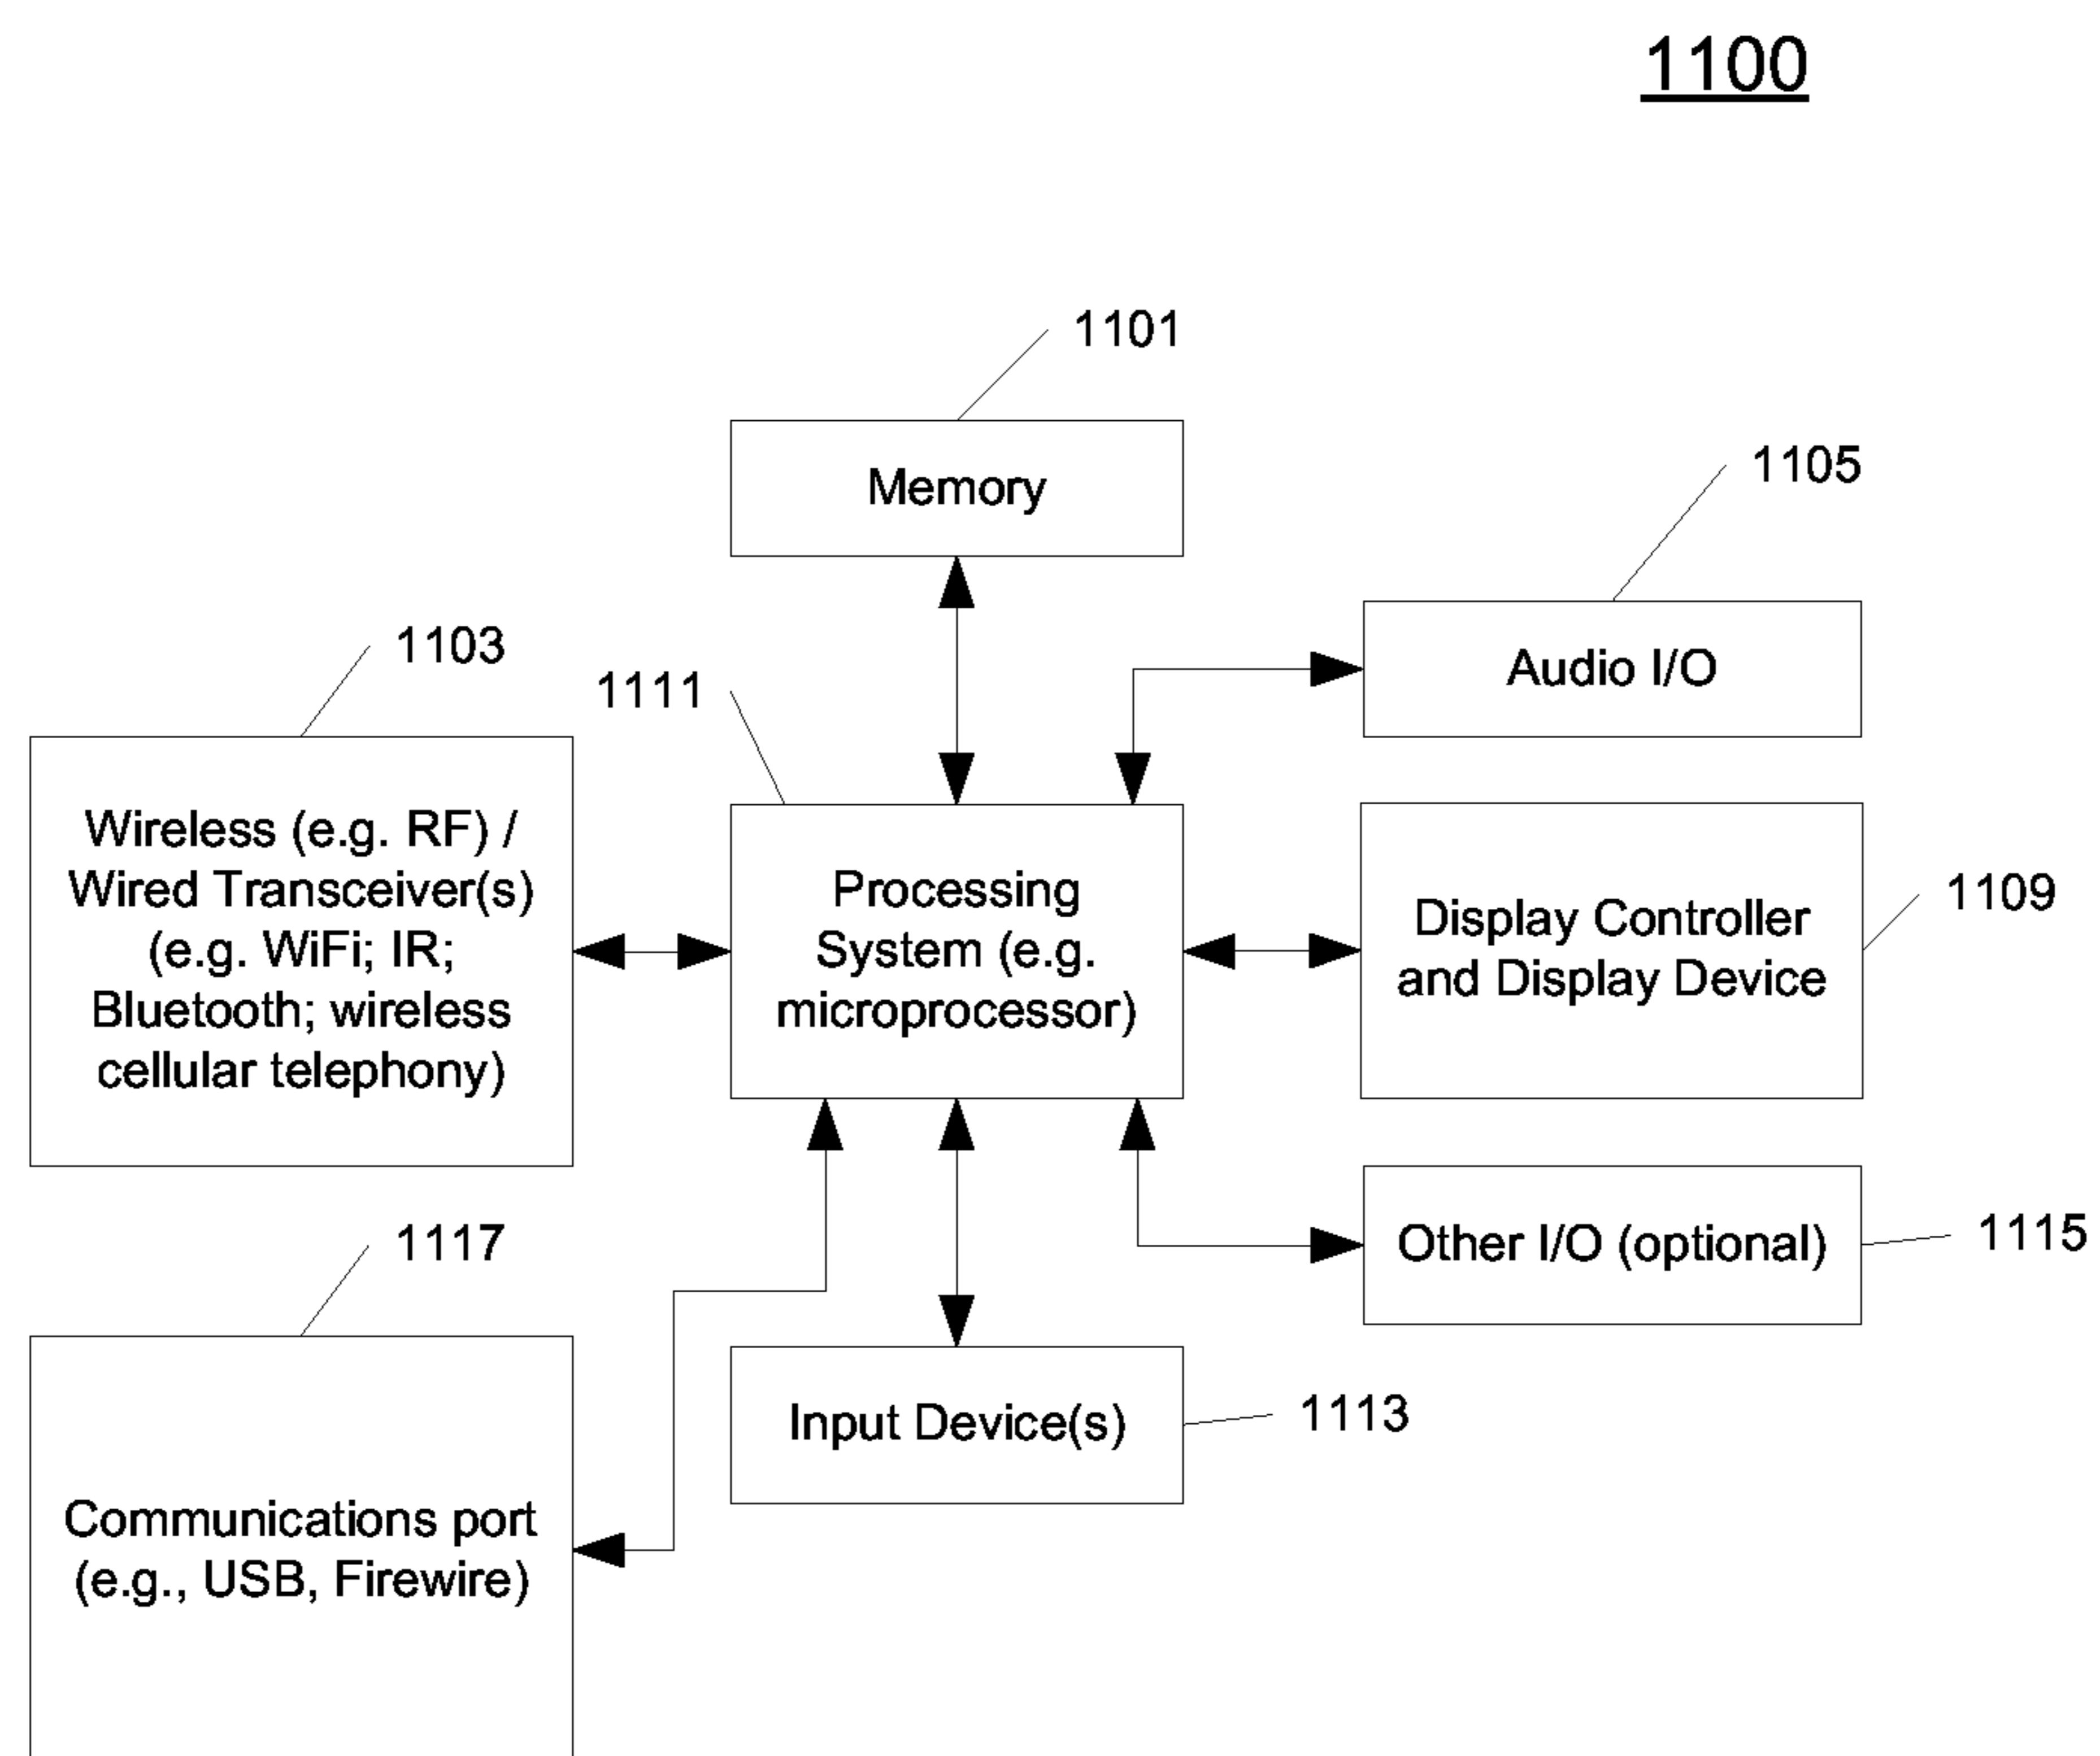 1100
1101
Memory
1105
Audio I/O
1103
1111
Wireless (e.g. RF) /
Wired Transceiver(s)
(e.g. WiFi; IR;
Bluetooth; wireless
cellular telephony)
Processing
System (e.g.
microprocessor)
Display Controller
and Display Device
1109
1117
Other I/O (optional)
1115
Input Device(s)
1113
Communications port
(e.g., USB, Firewire)